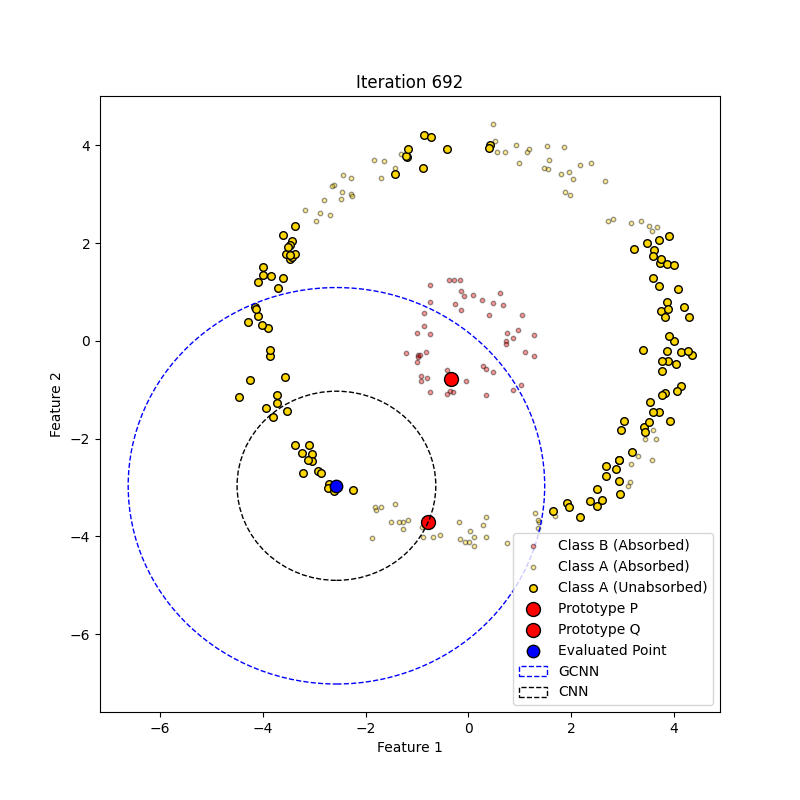 Iteration 692
Feature 2
4
2
0
−2
−4
−6
−6
−4
−2
0
2
4
Feature 1
Class B (Absorbed)
Class A (Absorbed)
Class A (Unabsorbed)
Prototype P
Prototype Q
Evaluated Point
GCNN
CNN